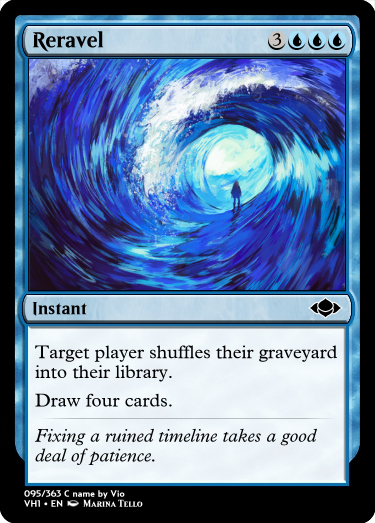 Reravel 3
Instant
Target player shuffles their graveyard
into their library.
Draw four cards.
Fixing a ruined timeline takes a good
deal of patience.
095/363 C name by Vio
VH1 • EN Marina Tello